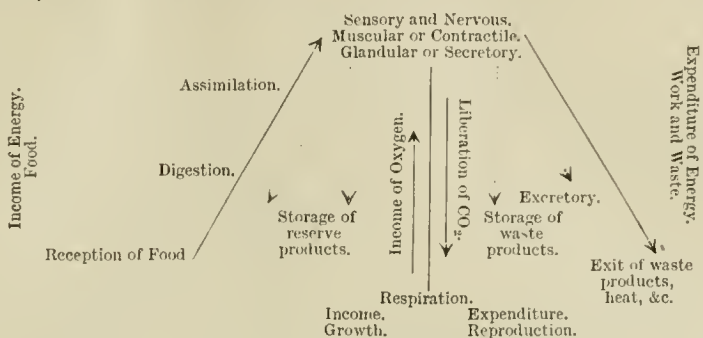 Sensory and Nervous.
Muscular or Contractile.
Glandular or Secretory.
Assimilation.
Digestion.
Income of Energy.
Food.
Reception of Food
Storage of
reserve
products.
Income of Oxygen.
Liberation of CO₂.
Excretory.
Storage of
waste
products.
Expenditure of Energy.
Work and Waste.
Exit of waste
products,
heat, &c.
Respiration.
Income. Expenditure.
Growth. Reproduction.